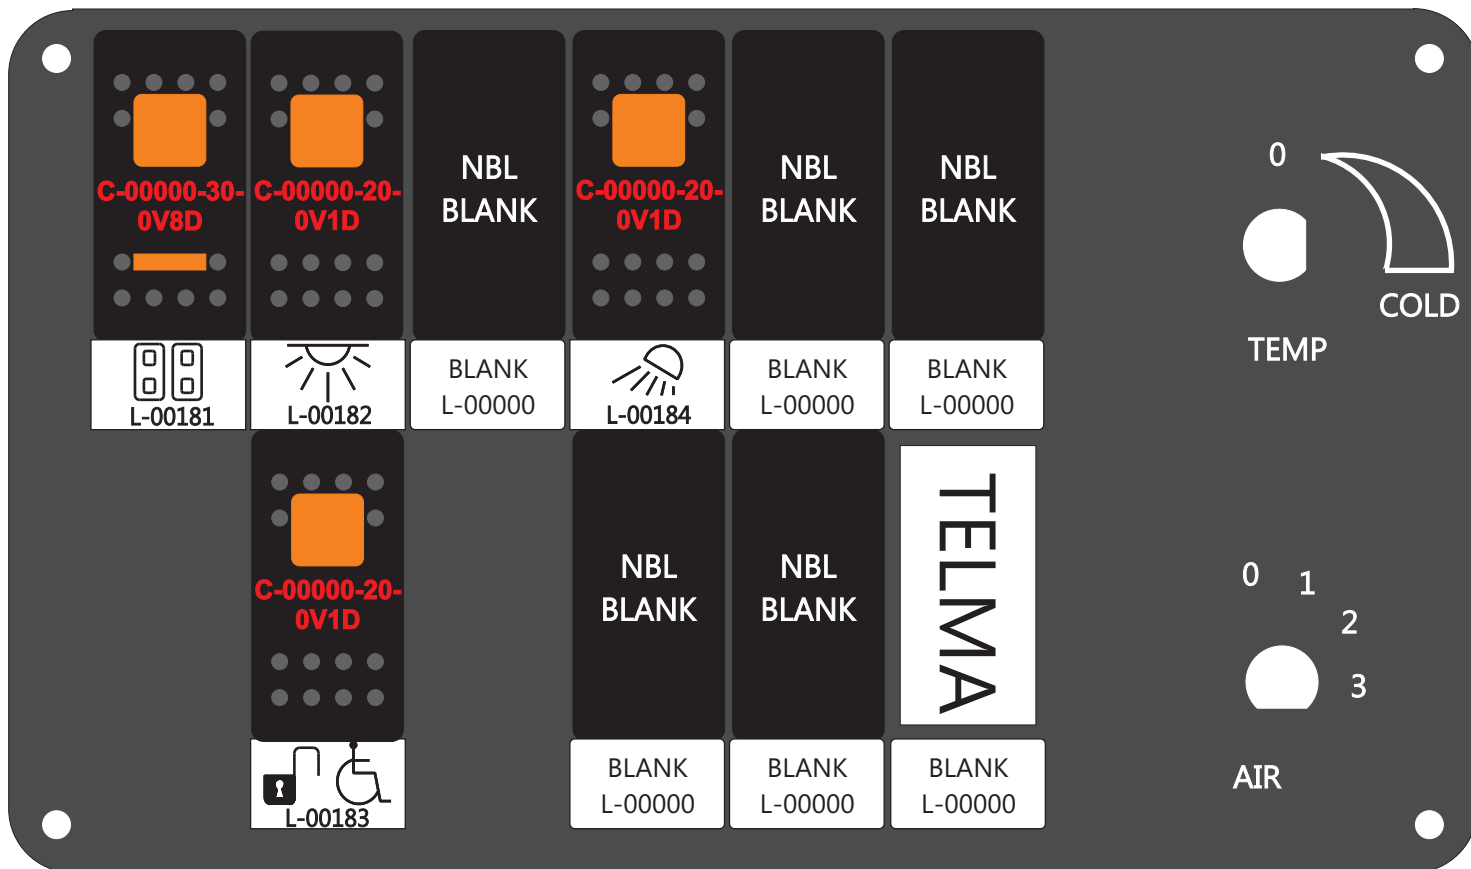 C-00000-30-
0V8D
L-00181
C-00000-20-
0V1D
L-00182
NBL
BLANK
BLANK
L-00000
C-00000-20-
0V1D
L-00184
NBL
BLANK
BLANK
L-00000
NBL
BLANK
BLANK
L-00000
0
COLD
TEMP
C-00000-20-
0V1D
L-00183
NBL
BLANK
BLANK
L-00000
NBL
BLANK
BLANK
L-00000
TELMA
BLANK
L-00000
0
1
2
3
AIR